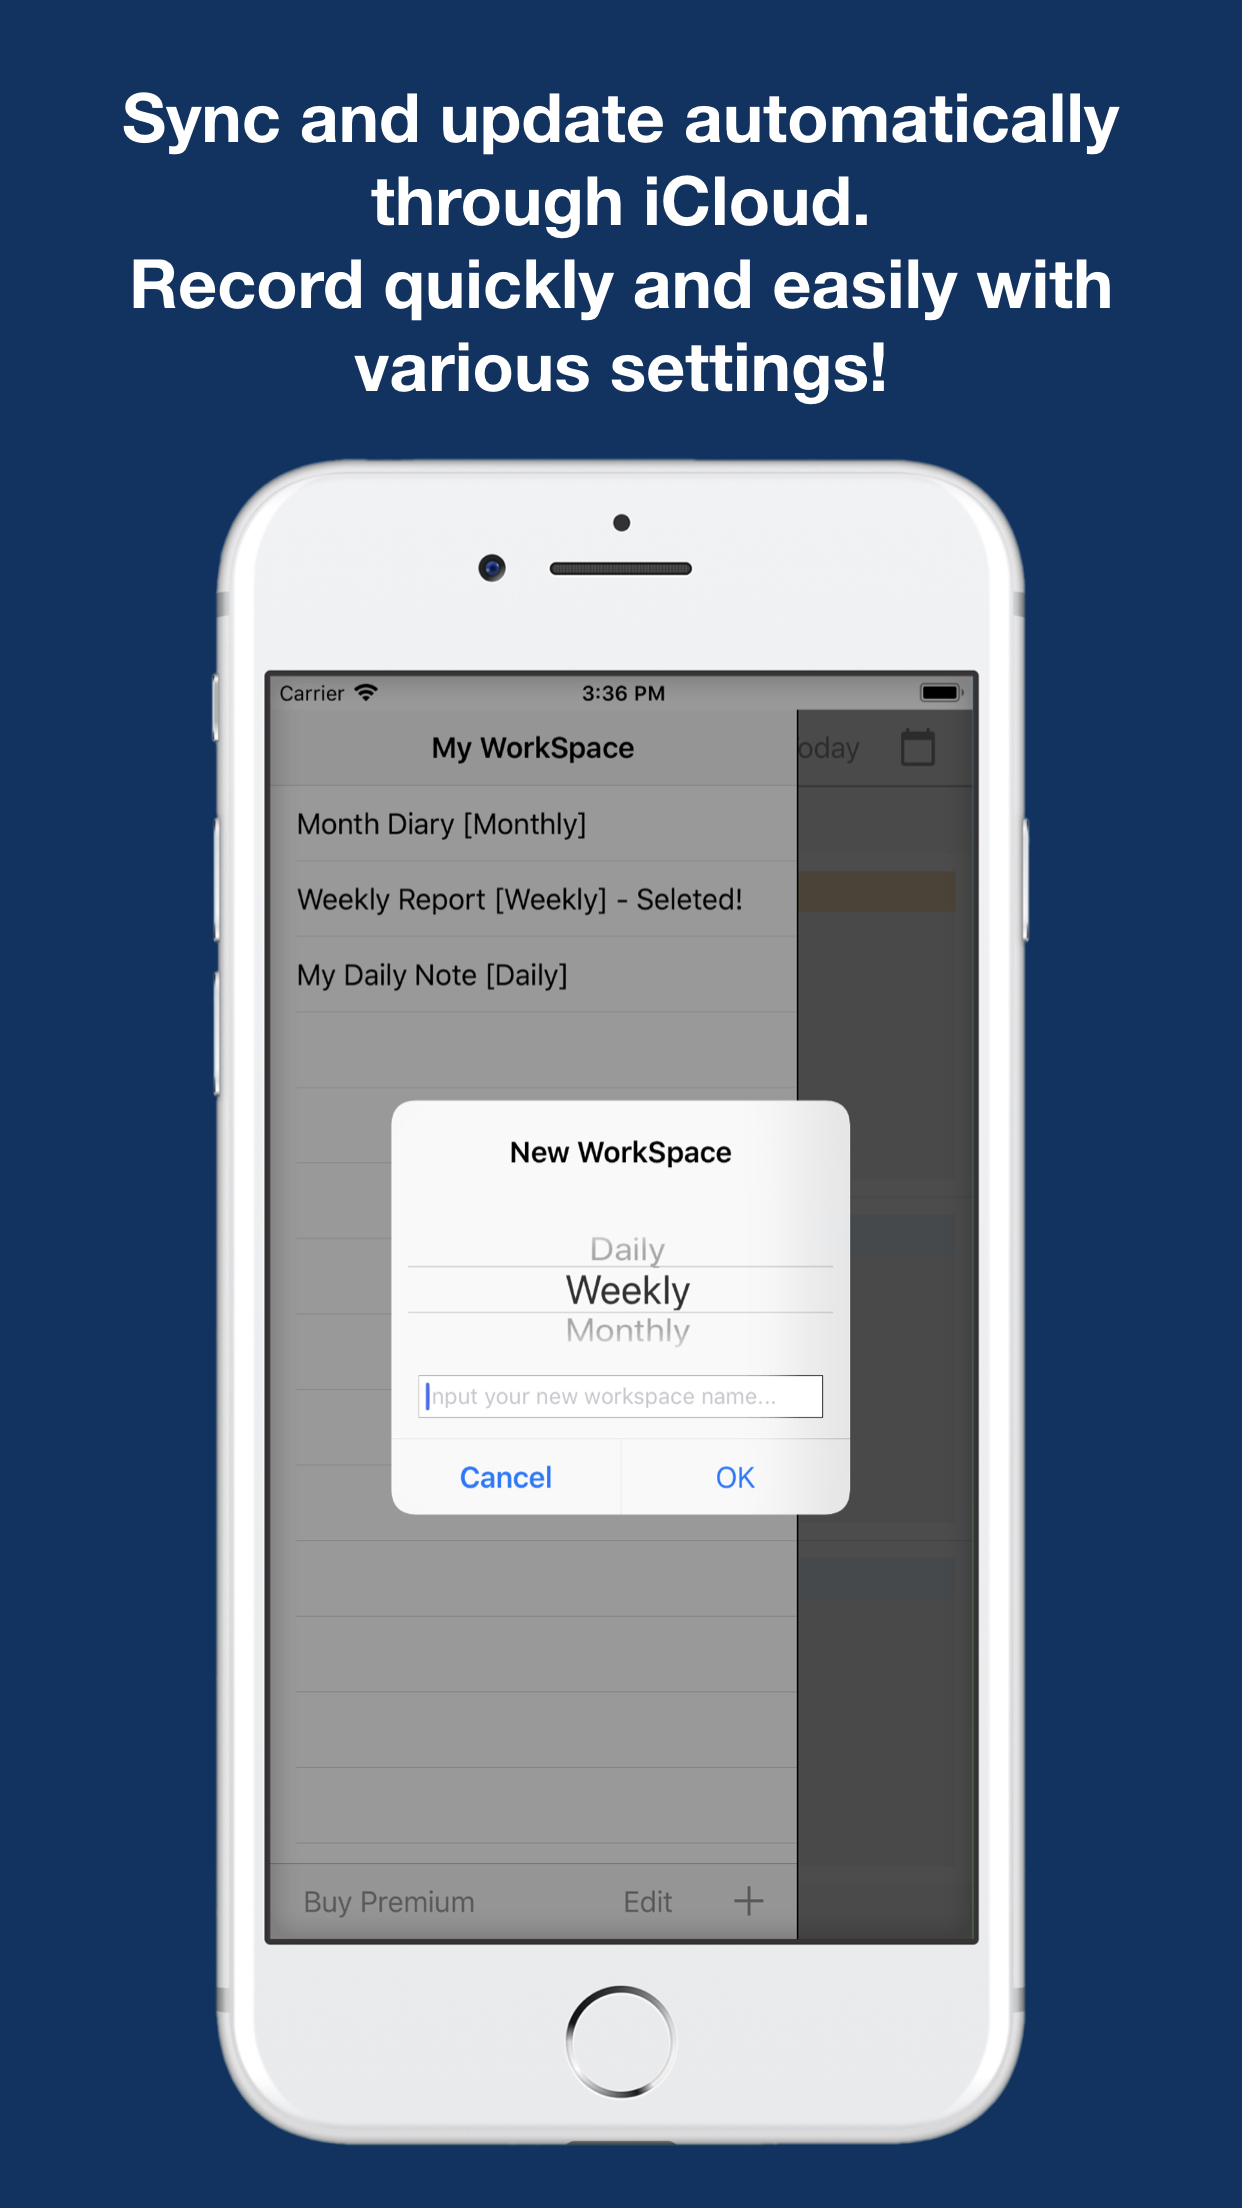 Sync and update automatically
through iCloud.
Record quickly and easily with
various settings!
Carrier 3:36 PM
My WorkSpace
oday
Month Diary [Monthly]
Weekly Report [Weekly] - Seleted!
My Daily Note [Daily]
New WorkSpace
Daily
Weekly
Monthly
Input your new workspace name...
Cancel OK
Buy Premium Edit +